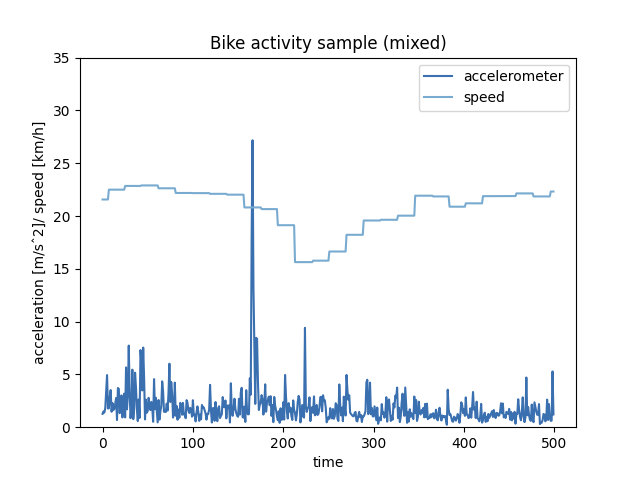 Bike activity sample (mixed)
acceleration [m/sˆ2]/ speed [km/h]
35
30
25
20
15
10
5
0
accelerometer
speed
0 100 200 300 400 500
time